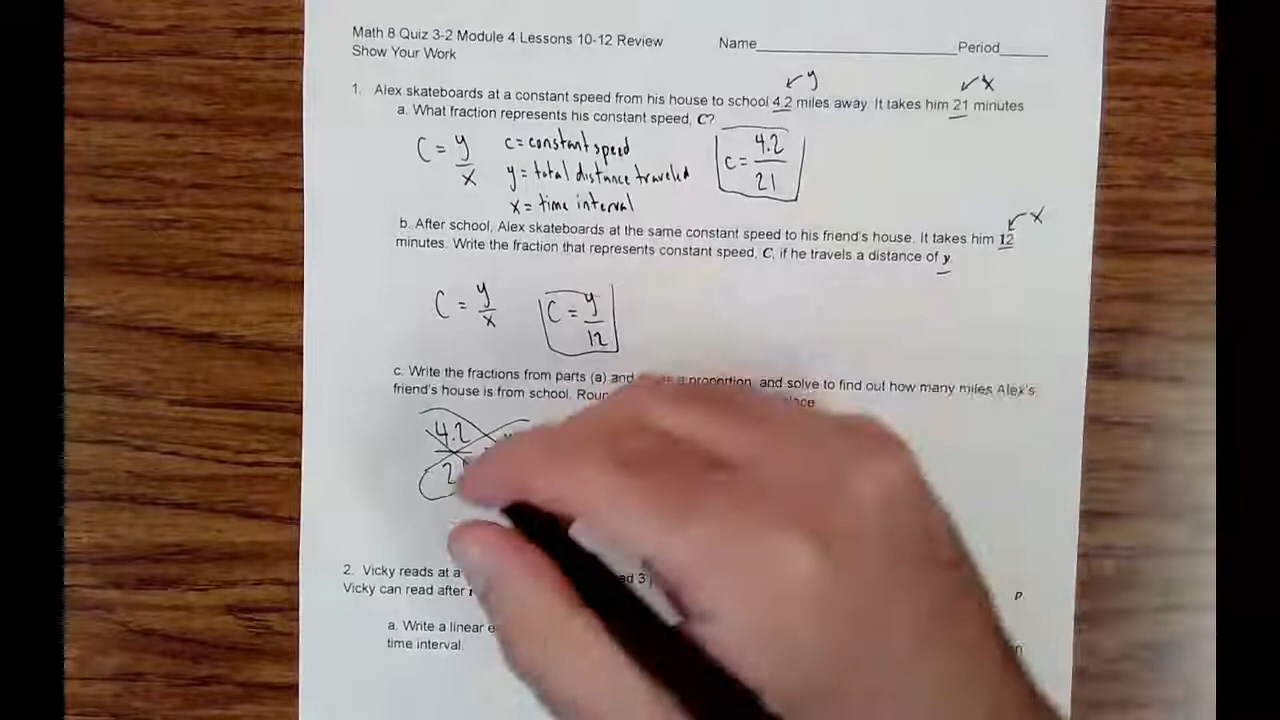 Math 8 Quiz 3-2 Module 4 Lessons 10-12 Review Name Period
Show Your Work
y x
1. Alex skateboards at a constant speed from his house to school 4.2 miles away. It takes him 21 minutes
a. What fraction represents his constant speed, C?
C = y/x c = constant speed c = 4.2/21
y = total distance traveled
x = time interval
x
b. After school, Alex skateboards at the same constant speed to his friend's house. It takes him 12
minutes. Write the fraction that represents constant speed, C, if he travels a distance of y.
C = y/x C = y/12
c. Write the fractions from parts (a) and a proportion, and solve to find out how many miles Alex's
friend's house is from school.
4.2
2
2. Vicky reads at a 3
Vicky can read after p.
a. Write a linear
time interval.